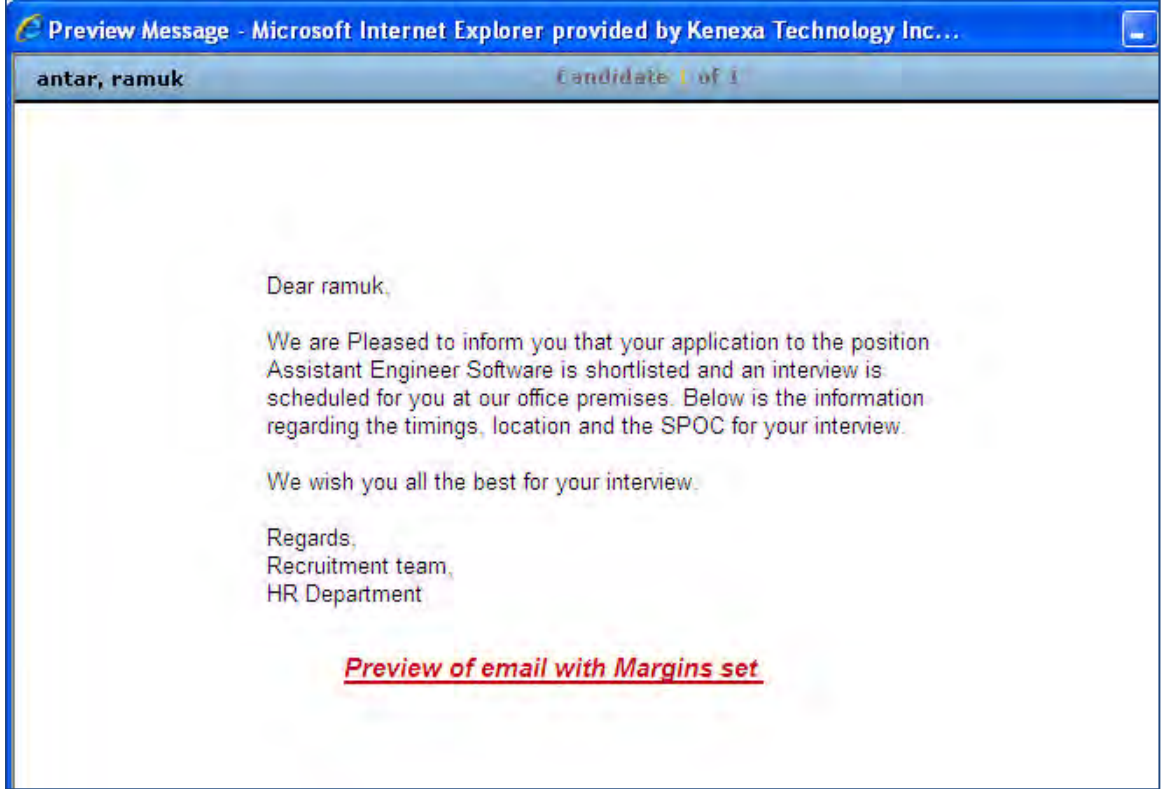 Preview Message - Microsoft Internet Explorer provided by Kenexa Technology Inc...
antar, ramuk
Candidate 1 of 1
Dear ramuk,
We are Pleased to inform you that your application to the position
Assistant Engineer Software is shortlisted and an interview is
scheduled for you at our office premises. Below is the information
regarding the timings, location and the SPOC for your interview.
We wish you all the best for your interview.
Regards,
Recruitment team,
HR Department
Preview of email with Margins set